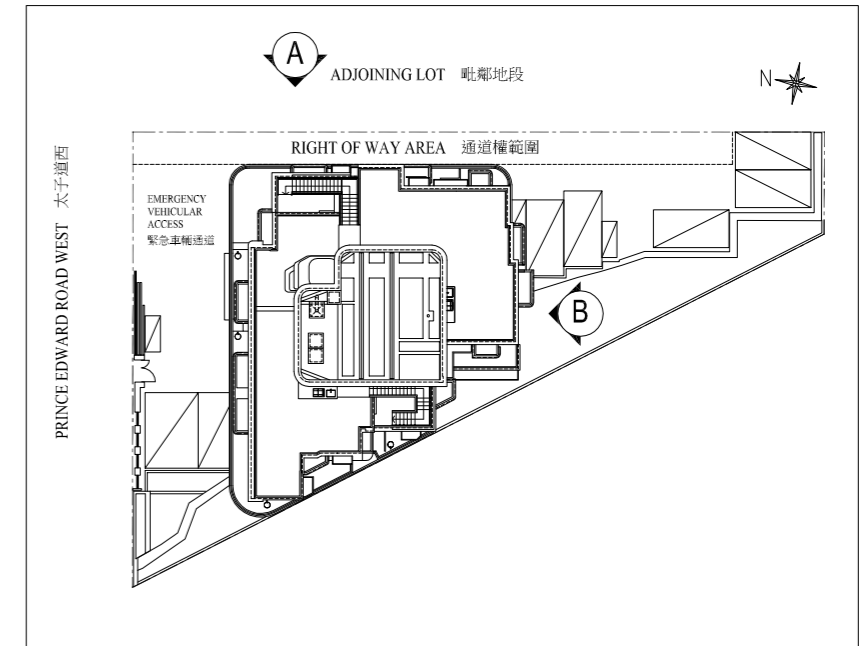 A
ADJOINING LOT 毗鄰地段
N
RIGHT OF WAY AREA 通道權範圍
PRINCE EDWARD ROAD WEST 太子道西
EMERGENCY
VEHICULAR
ACCESS
緊急車輛通道
B